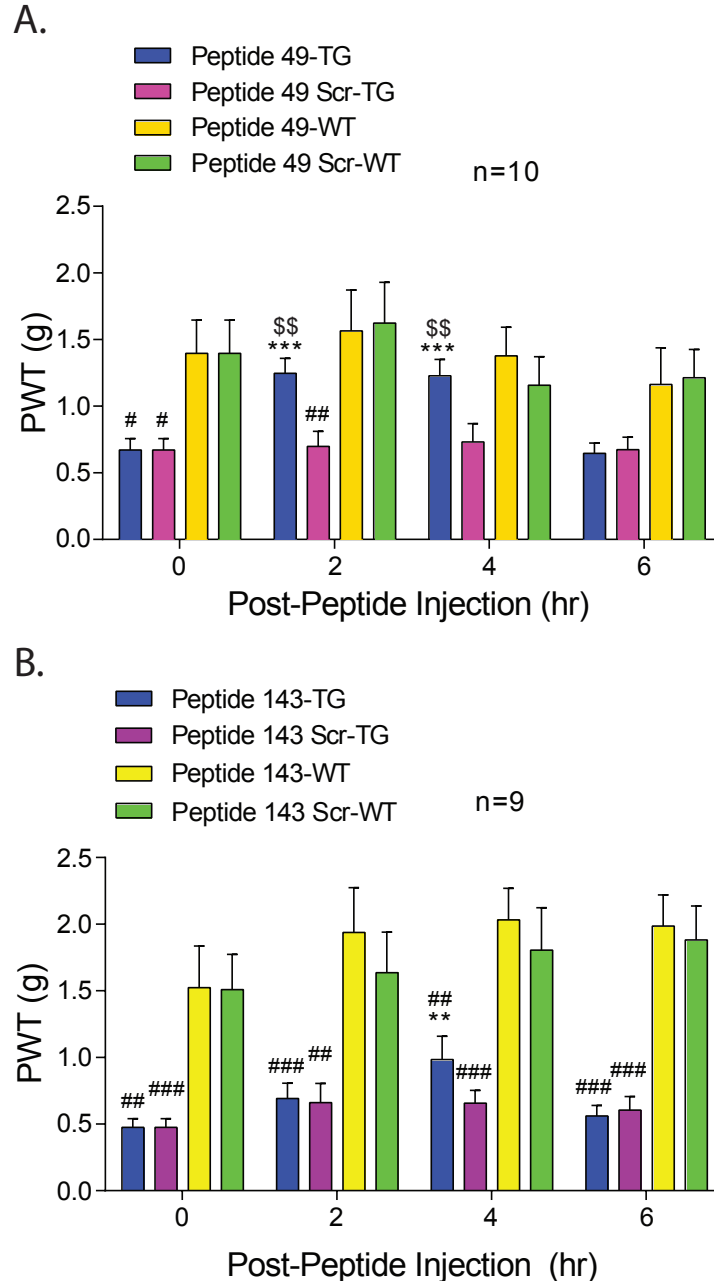 A.
Peptide 49-TG
Peptide 49 Scr-TG
Peptide 49-WT
Peptide 49 Scr-WT
n=10
2.5
2.0
1.5
1.0
0.5
0.0
PWT (g)
# #
$$
***
##
$$
***
0 2 4 6
Post-Peptide Injection (hr)
B.
Peptide 143-TG
Peptide 143 Scr-TG
Peptide 143-WT
Peptide 143 Scr-WT
n=9
2.5
2.0
1.5
1.0
0.5
0.0
PWT (g)
## ###
### ##
##
**
###
### ###
0 2 4 6
Post-Peptide Injection (hr)